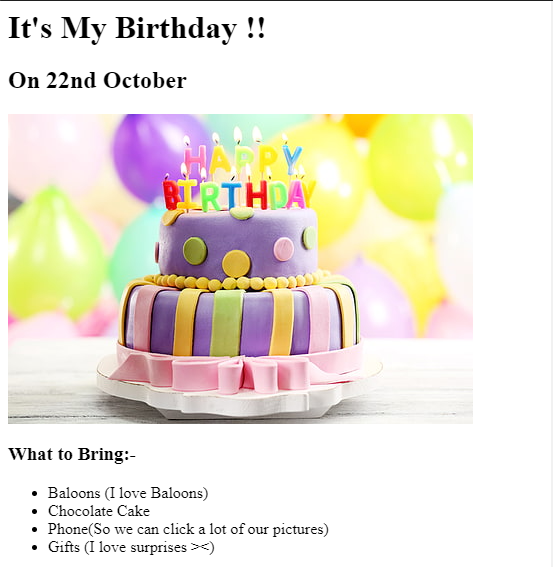 It's My Birthday !!
On 22nd October
HAPPY
BIRTHDAY
What to Bring:-
Baloons (I love Baloons)
Chocolate Cake
Phone(So we can click a lot of our pictures)
Gifts (I love surprises ><)